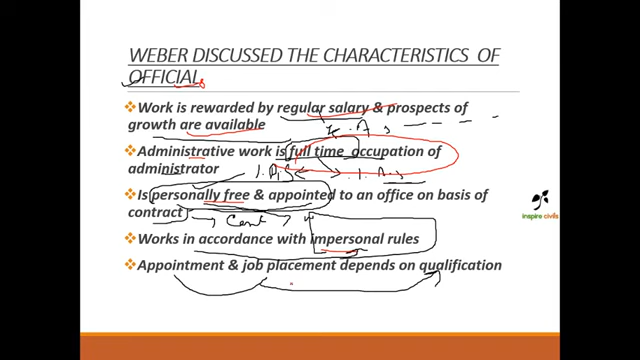 WEBER DISCUSSED THE CHARACTERISTICS OF
OFFICIALs
Work is rewarded by regular salary & prospects of
growth are available
Administrative work is full time occupation of
administrator
Is personally free & appointed to an office on basis of
contract
Works in accordance with impersonal rules
Appointment & job placement depends on qualification
inspire civils